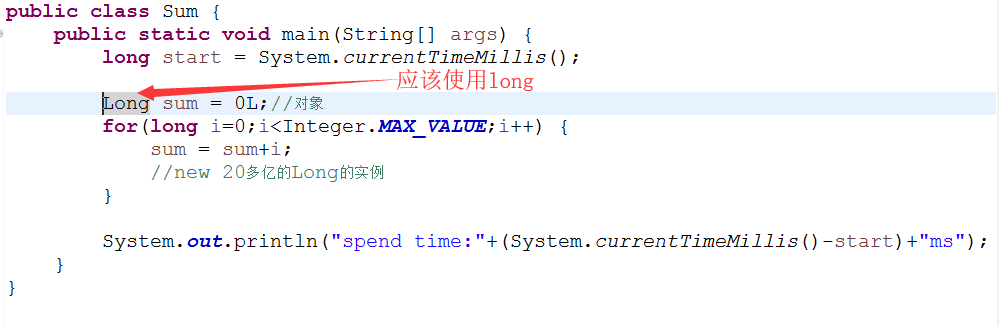 public class Sum {
public static void main(String[] args) {
long start = System.currentTimeMillis();
应该使用long
Long sum = 0L;//对象
for(long i=0;i<Integer.MAX_VALUE;i++) {
sum = sum+i;
//new 20多亿的Long的实例
}
System.out.println("spend time:"+(System.currentTimeMillis()-start)+"ms");
}
}